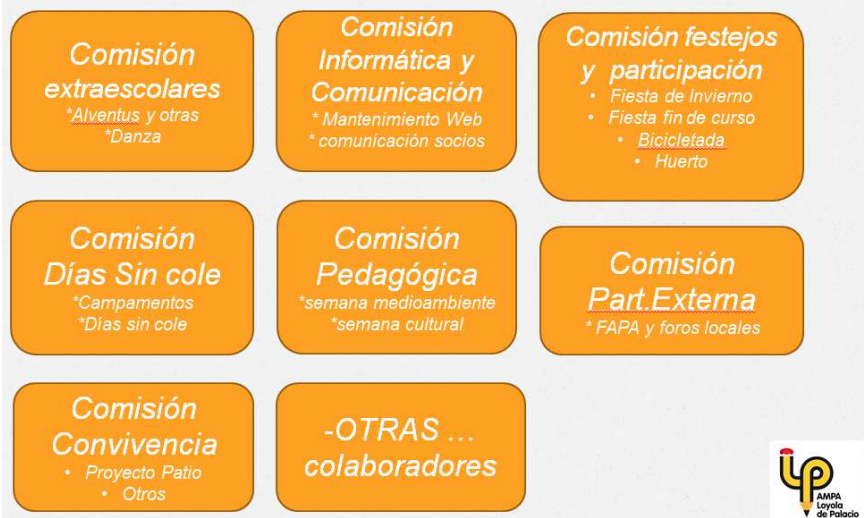 Comisión
extraescolares
*Alventus y otras
*Danza
Comisión
Informática y
Comunicación
* Mantenimiento Web
* comunicación socios
Comisión festejos
y participación
• Fiesta de Invierno
• Fiesta fin de curso
• Bicicletada
• Huerto
Comisión
Días Sin cole
*Campamentos
*Días sin cole
Comisión
Pedagógica
*semana medioambiente
*semana cultural
Comisión
Part.Externa
* FAPA y foros locales
Comisión
Convivencia
• Proyecto Patio
• Otros
-OTRAS ...
colaboradores
LP
AMPA
Loyola
de Palacio